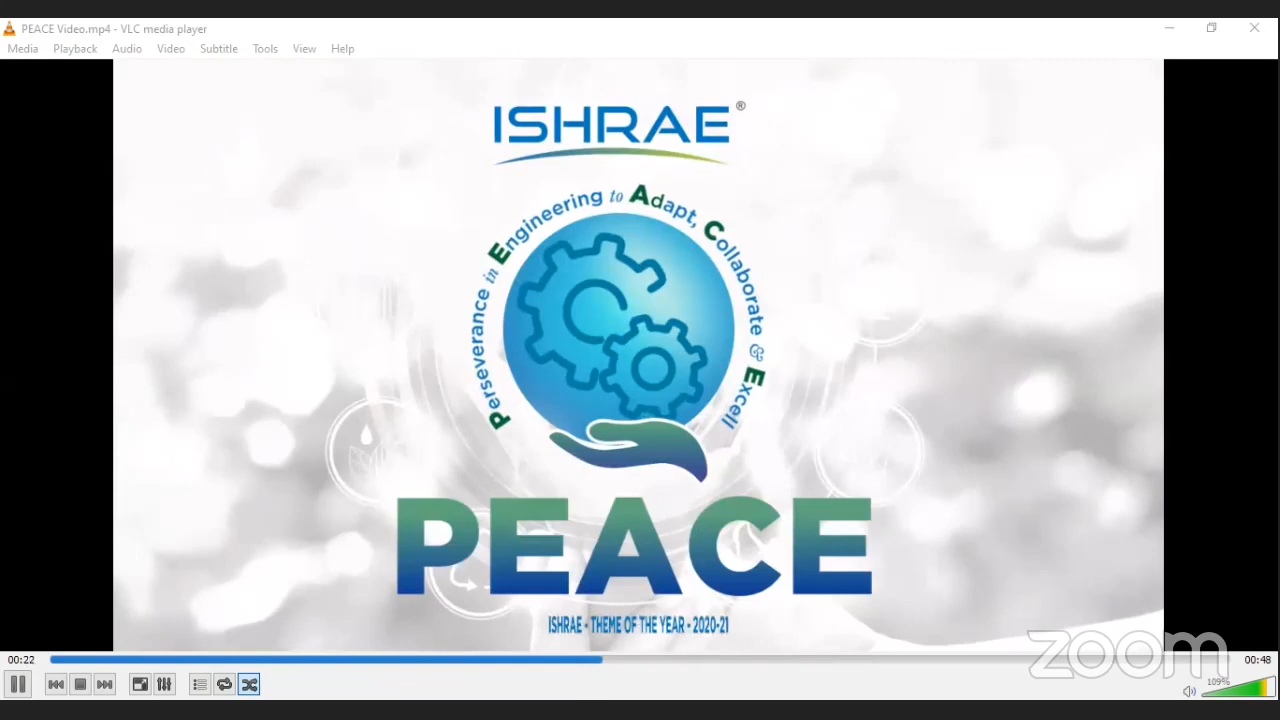 PEACE Video.mp4 - VLC media player
Media Playback Audio Video Subtitle Tools View Help
ISHRAE®
Perseverance in Engineering to Adapt, Collaborate & Excell
PEACE
ISHRAE - THEME OF THE YEAR - 2020-21
zoom
00:22
00:48
109%